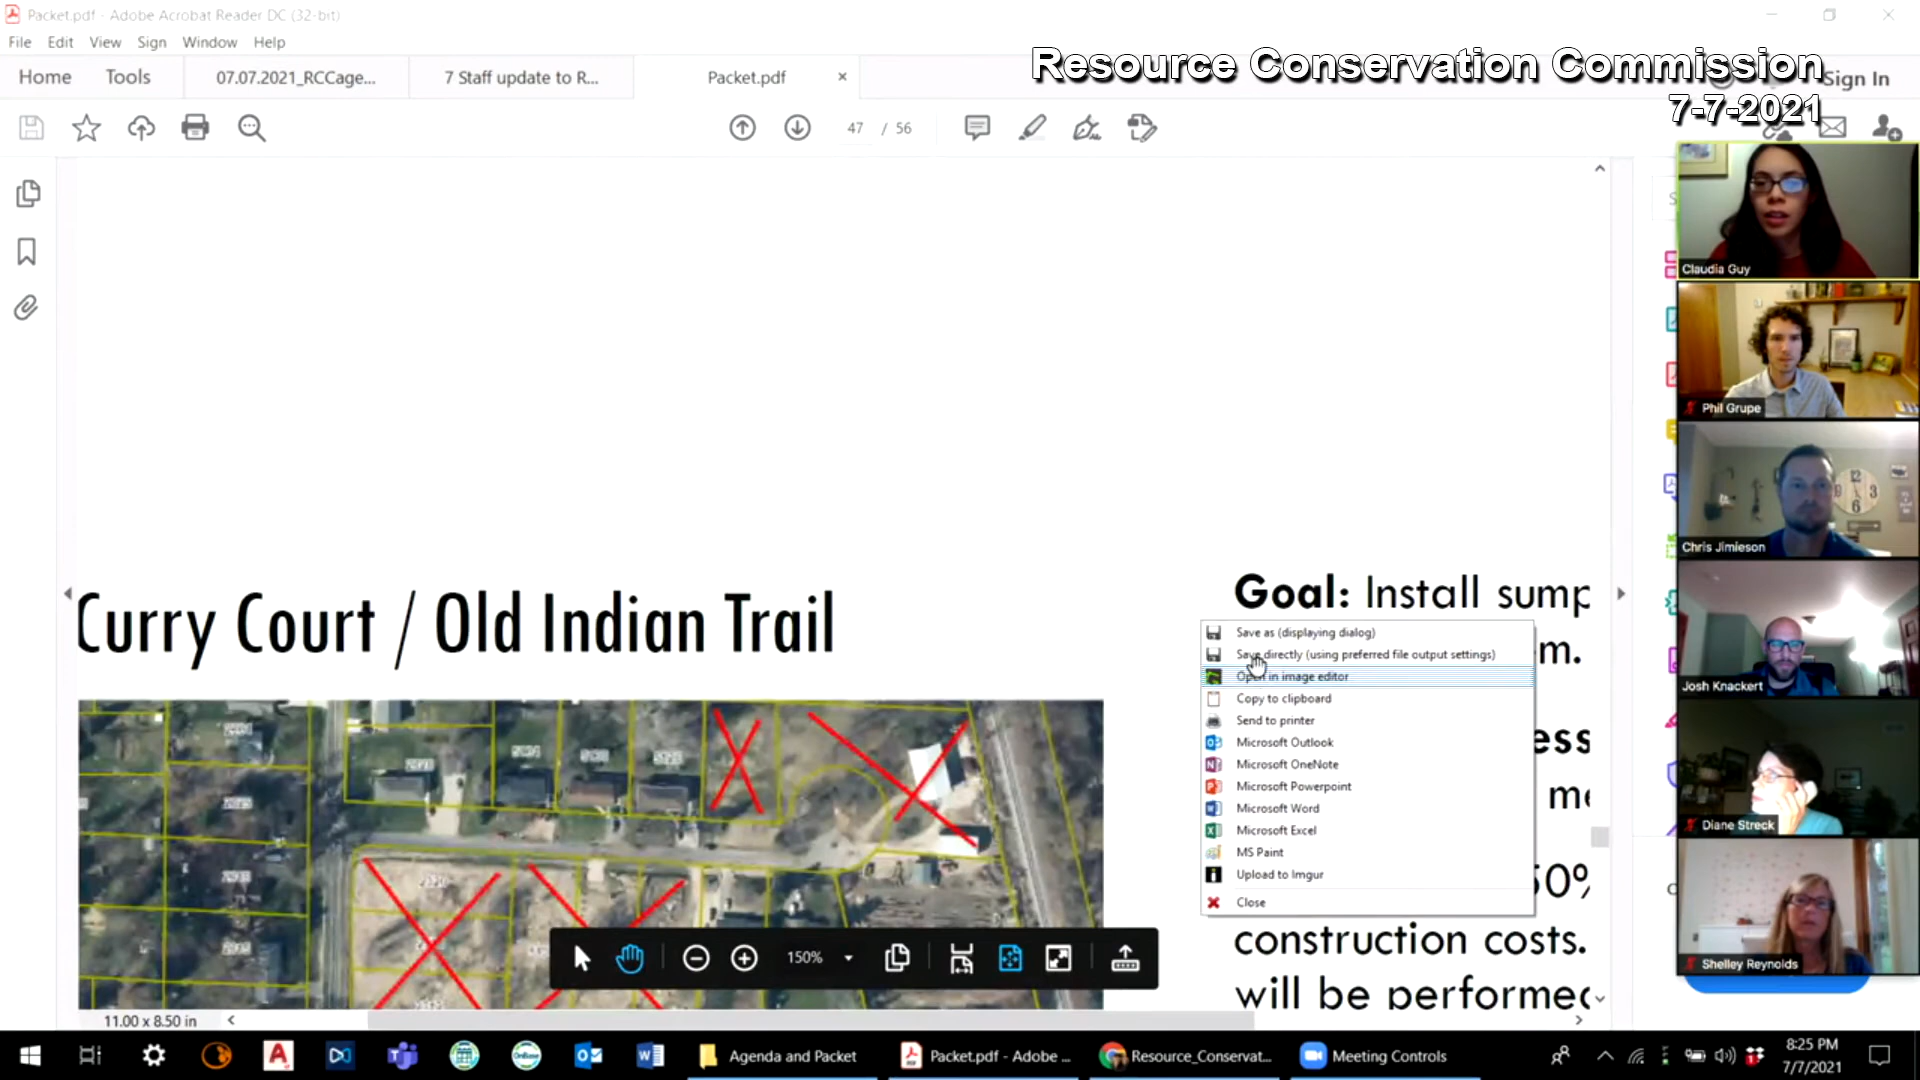 Packet.pdf - Adobe Acrobat Reader DC (32-bit)
File Edit View Sign Window Help
Resource Conservation Commission
7-7-2021
Home Tools 07.07.2021_RCCage... 7 Staff update to R... Packet.pdf Sign In
47 / 56
Claudia Guy
Phil Grupe
Chris Jimieson
Josh Knackert
Diane Streck
Shelley Reynolds
Curry Court / Old Indian Trail
Goal: Install sump
em.
ess
me
50%
construction costs.
will be performed
Save as (displaying dialog)
Save directly (using preferred file output settings)
Open in image editor
Copy to clipboard
Send to printer
Microsoft Outlook
Microsoft OneNote
Microsoft Powerpoint
Microsoft Word
Microsoft Excel
MS Paint
Upload to Imgur
Close
150%
11.00 x 8.50 in
Agenda and Packet
Packet.pdf - Adobe ...
Resource_Conservat...
Meeting Controls
8:25 PM
7/7/2021